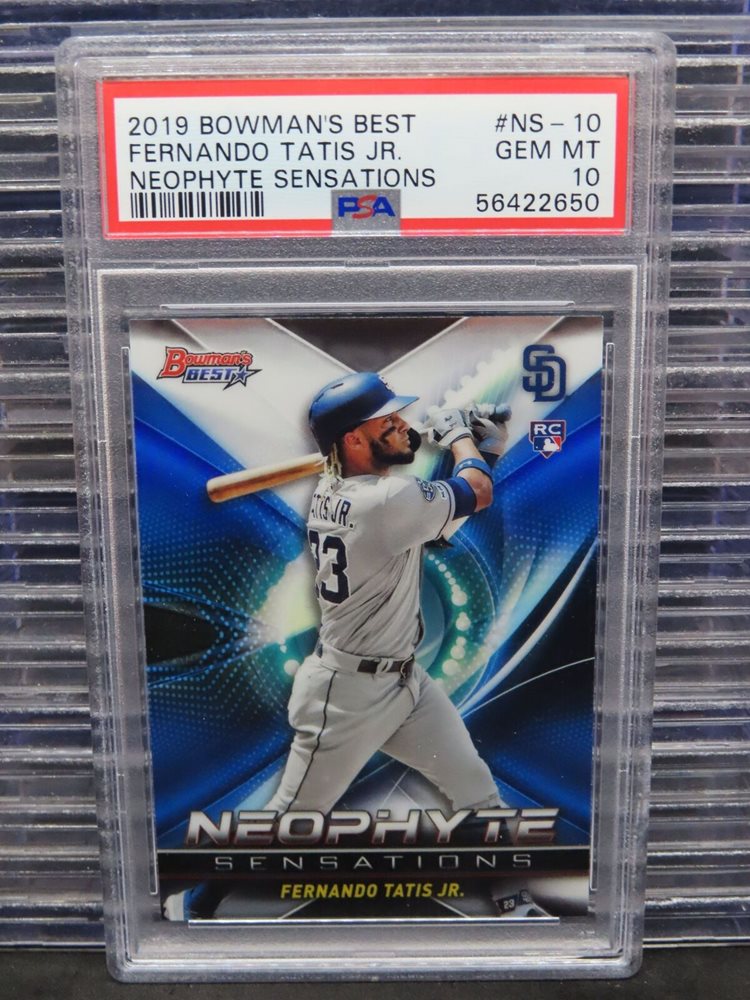 2019 BOWMAN'S BEST #NS-10
FERNANDO TATIS JR. GEM MT
NEOPHYTE SENSATIONS 10
PSA 56422650
Bowman's
BEST
SD
RC
TATIS JR.
23
NEOPHYTE
SENSATIONS
FERNANDO TATIS JR.
23